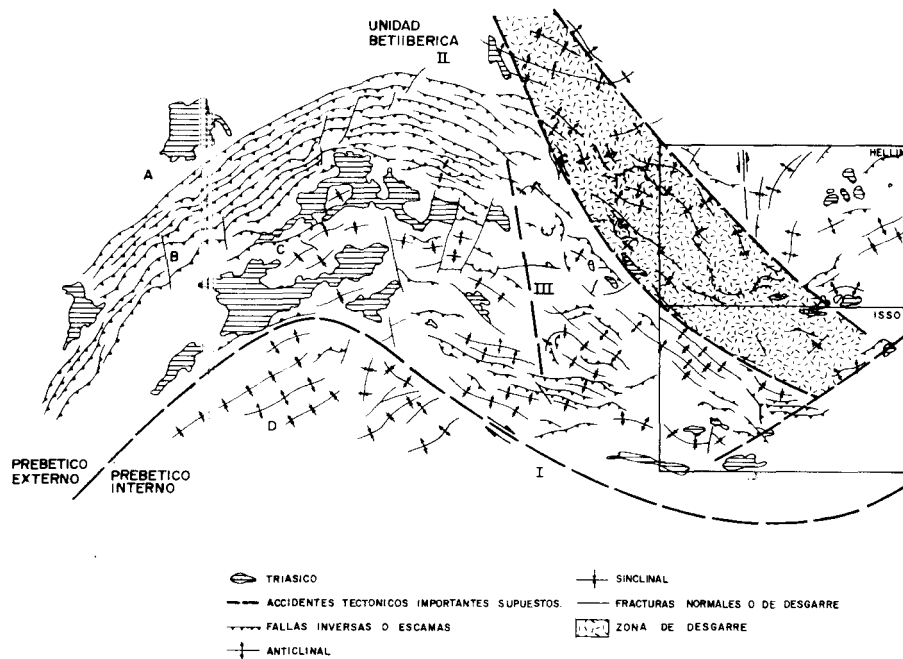 UNIDAD
BETIIBERICA
II
HELLIN
A
B
C
III
ISSO
D
PREBETICO
EXTERNO
PREBETICO
INTERNO
I
TRIASICO
SINCLINAL
ACCIDENTES TECTONICOS IMPORTANTES SUPUESTOS.
FRACTURAS NORMALES O DE DESGARRE
FALLAS INVERSAS O ESCAMAS
ZONA DE DESGARRE
ANTICLINAL